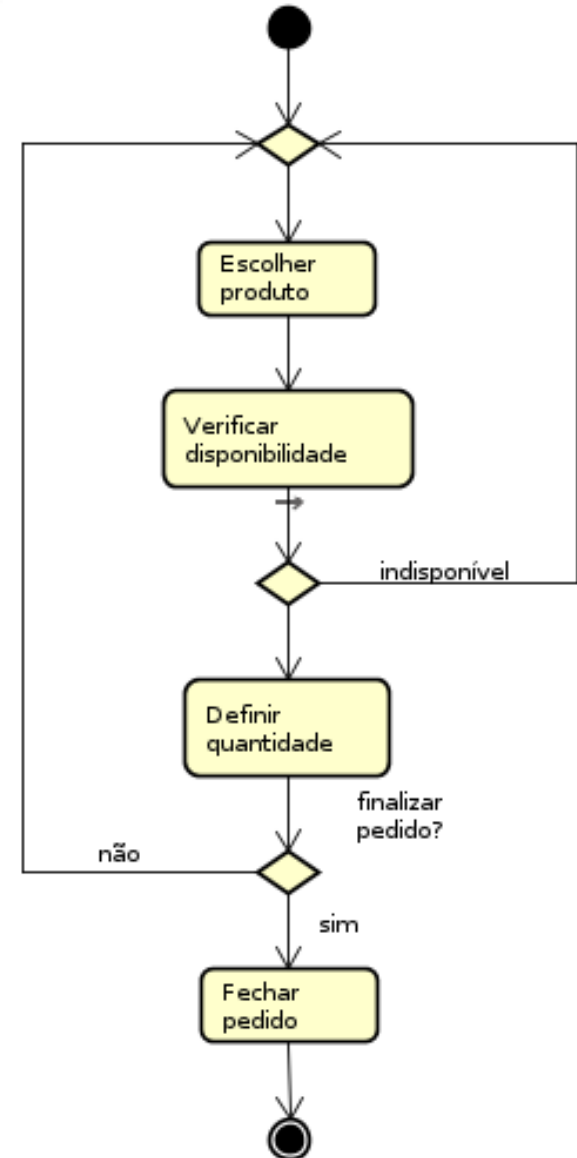 Escolher
produto
Verificar
disponibilidade
indisponível
Definir
quantidade
finalizar
pedido?
não
sim
Fechar
pedido